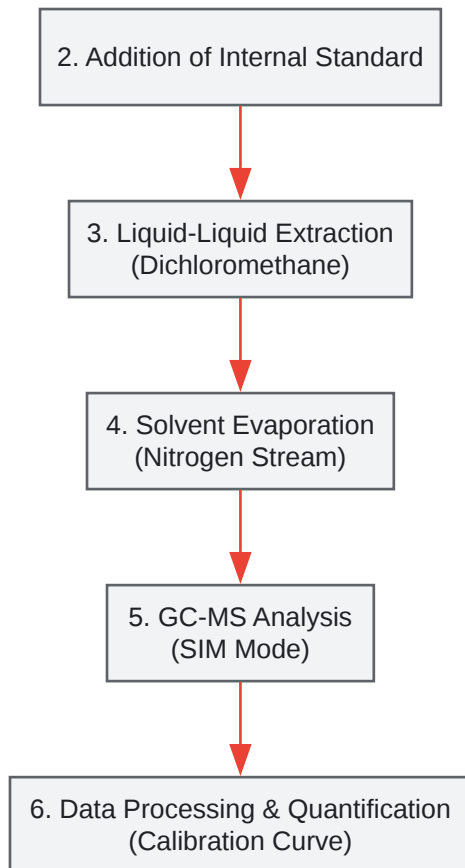 2. Addition of Internal Standard
3. Liquid-Liquid Extraction
(Dichloromethane)
4. Solvent Evaporation
(Nitrogen Stream)
5. GC-MS Analysis
(SIM Mode)
6. Data Processing & Quantification
(Calibration Curve)